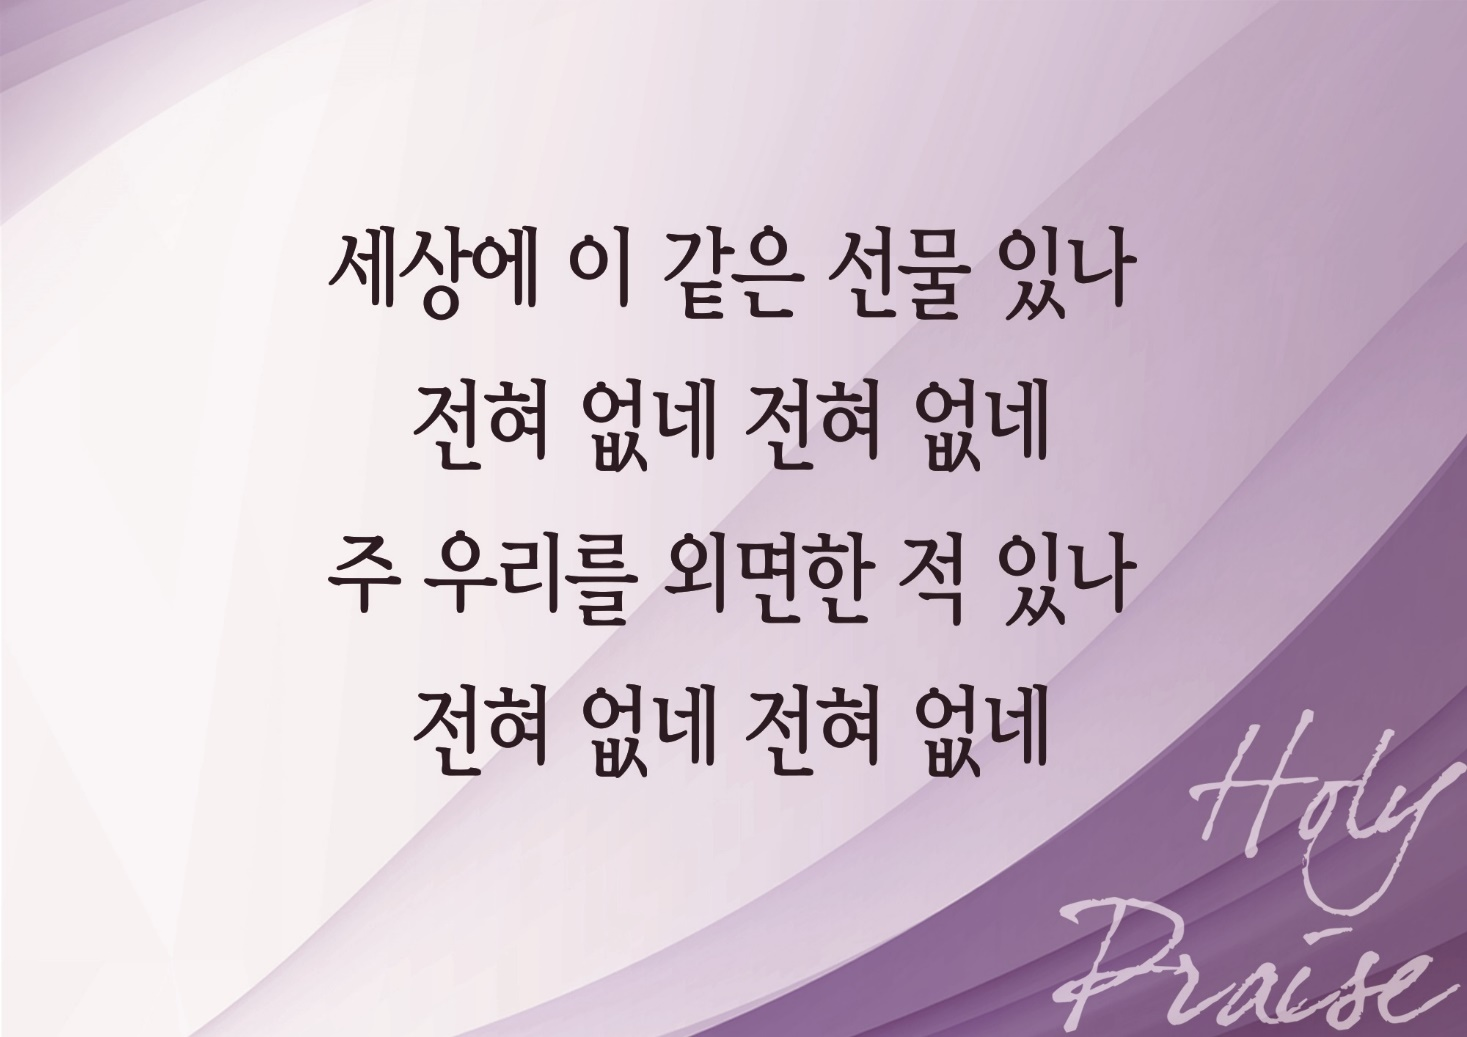 세상에 이 같은 선물 있나
전혀 없네 전혀 없네
주 우리를 외면한 적 있나
전혀 없네 전혀 없네
Holy
Praise